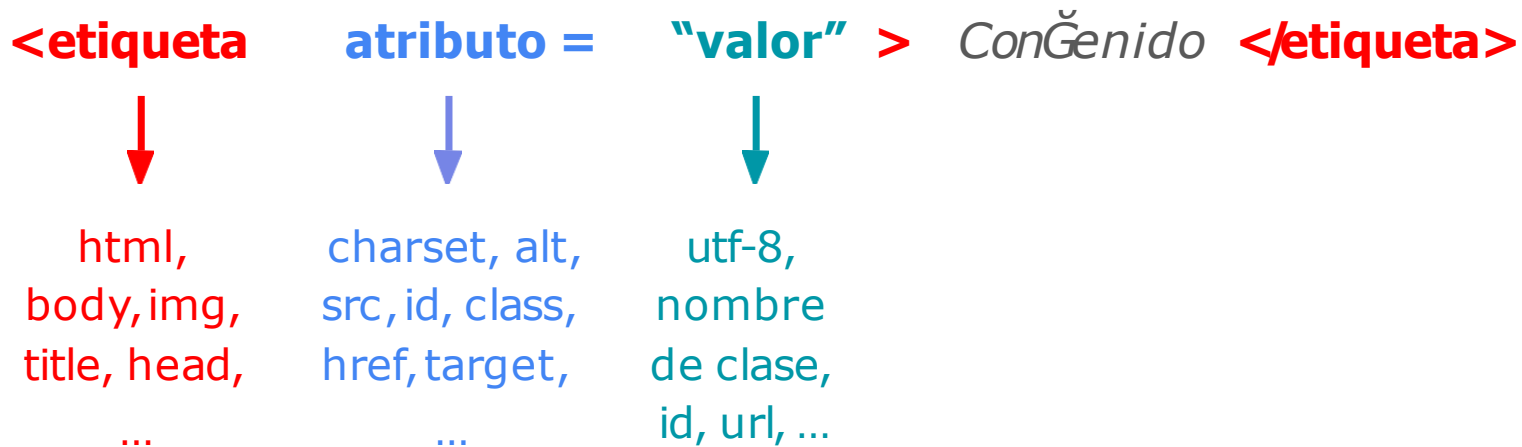 <etiqueta atributo = “valor” > ConĞenido </etiqueta>
html,
body, img,
title, head,
...
charset, alt,
src, id, class,
href, target,
...
utf-8,
nombre
de clase,
id, url, ...